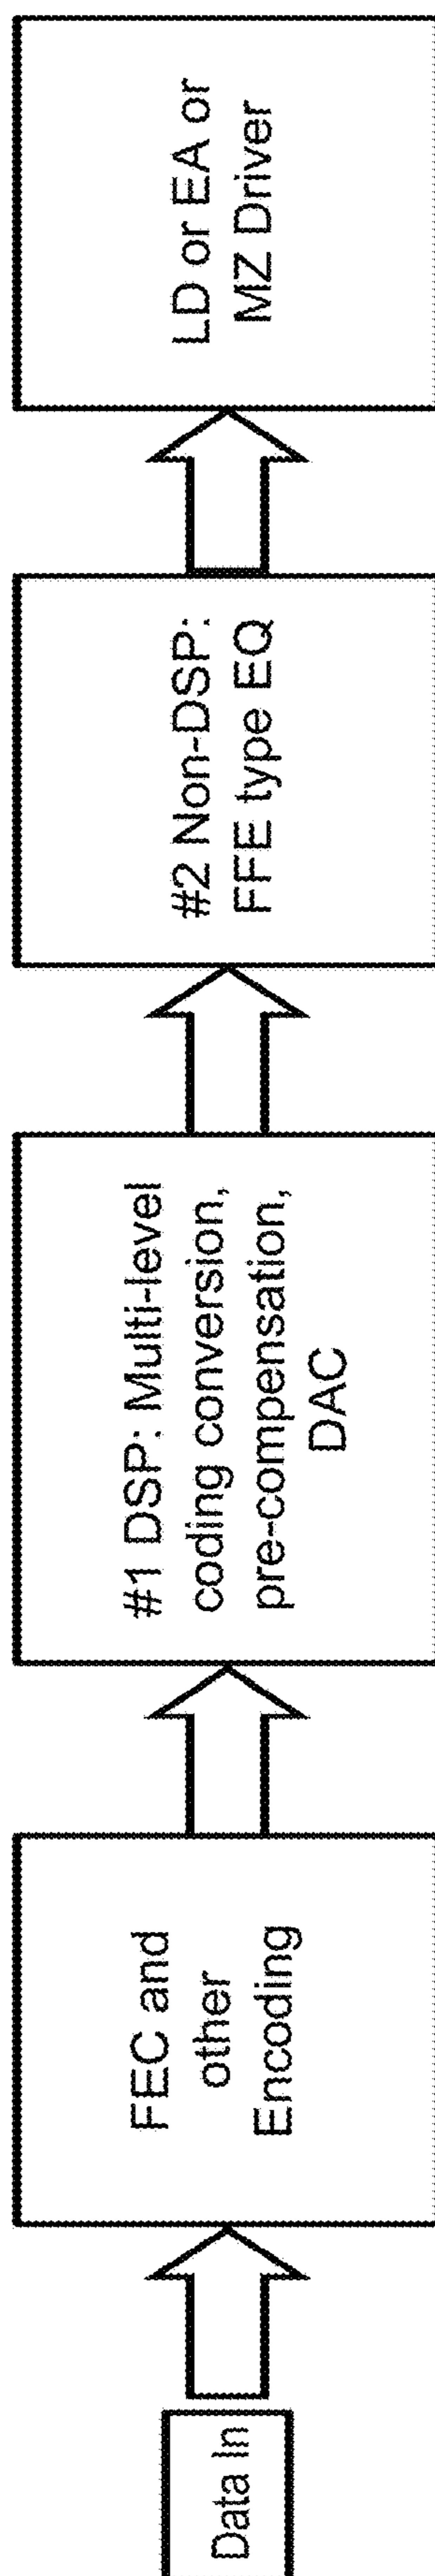 Data In
FEC and
other
Encoding
#1 DSP: Multi-level
coding conversion,
pre-compensation,
DAC
#2 Non-DSP:
FFE type EQ
LD or EA or
MZ Driver